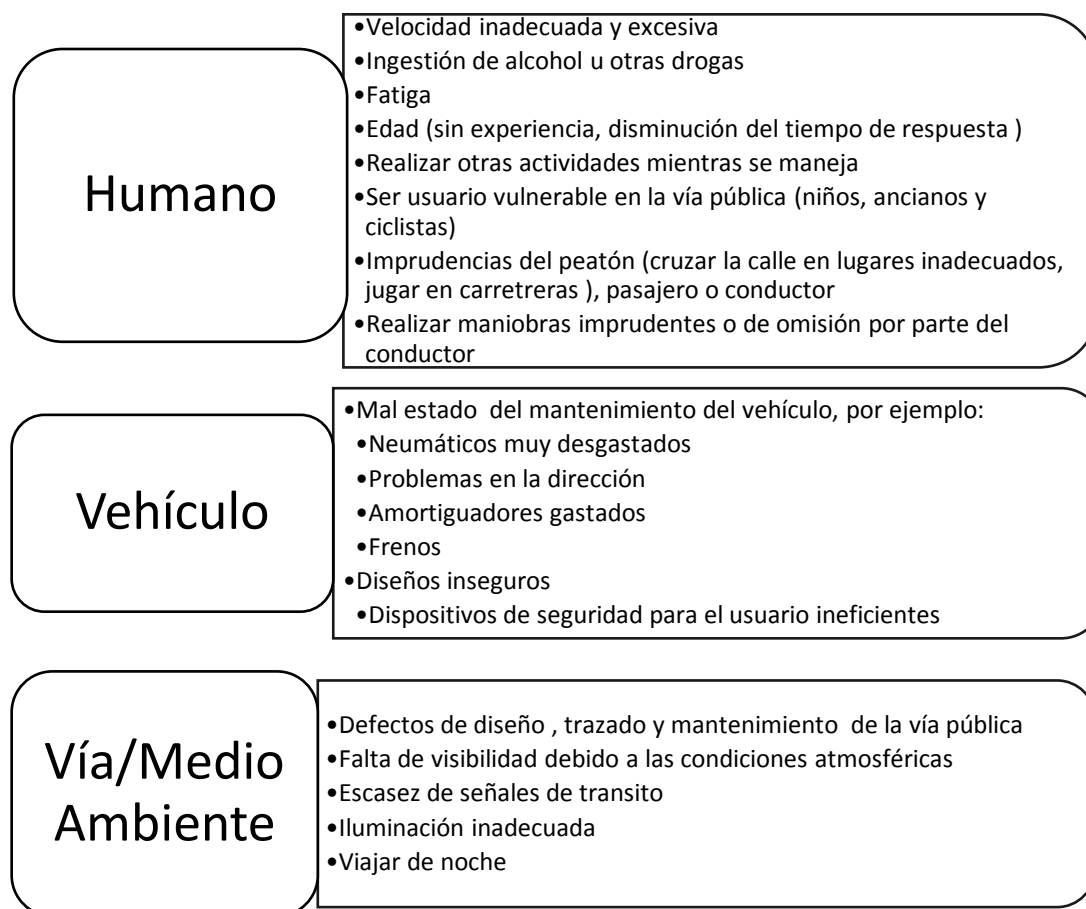 Humano
•Velocidad inadecuada y excesiva
•Ingestión de alcohol u otras drogas
•Fatiga
•Edad (sin experiencia, disminución del tiempo de respuesta )
•Realizar otras actividades mientras se maneja
•Ser usuario vulnerable en la vía pública (niños, ancianos y
ciclistas)
•Imprudencias del peatón (cruzar la calle en lugares inadecuados,
jugar en carretreras ), pasajero o conductor
•Realizar maniobras imprudentes o de omisión por parte del
conductor
Vehículo
•Mal estado  del mantenimiento del vehículo, por ejemplo:
•Neumáticos muy desgastados
•Problemas en la dirección
•Amortiguadores gastados
•Frenos
•Diseños inseguros
•Dispositivos de seguridad para el usuario ineficientes
Vía/Medio
Ambiente
•Defectos de diseño , trazado y mantenimiento  de la vía pública
•Falta de visibilidad debido a las condiciones atmosféricas
•Escasez de señales de transito
•Iluminación inadecuada
•Viajar de noche